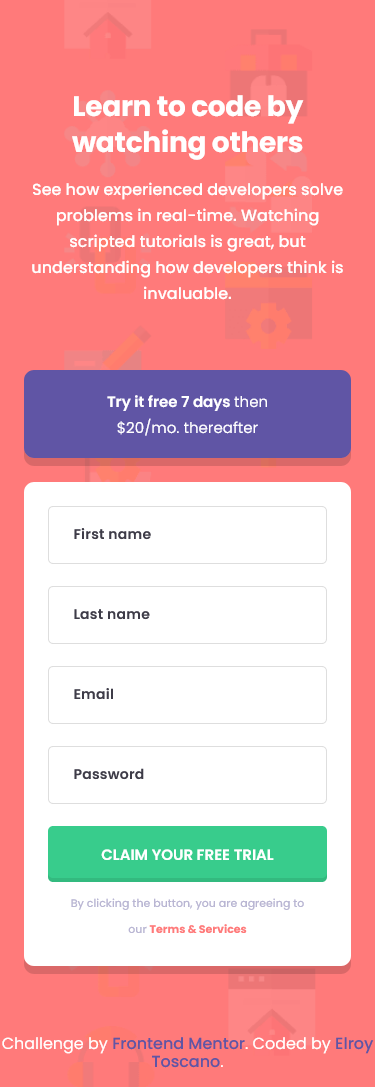 Learn to code by
watching others
See how experienced developers solve
problems in real-time. Watching
scripted tutorials is great, but
understanding how developers think is
invaluable.
Try it free 7 days then
$20/mo. thereafter
First name
Last name
Email
Password
CLAIM YOUR FREE TRIAL
By clicking the button, you are agreeing to
our Terms & Services
Challenge by Frontend Mentor. Coded by Elroy
Toscano.